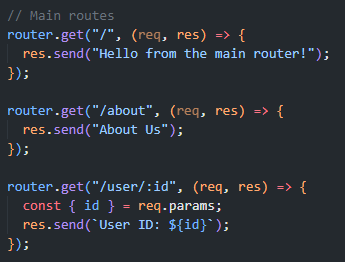 // Main routes
router.get("/", (req, res) => {
  res.send("Hello from the main router!");
});

router.get("/about", (req, res) => {
  res.send("About Us");
});

router.get("/user/:id", (req, res) => {
  const { id } = req.params;
  res.send(`User ID: ${id}`);
});